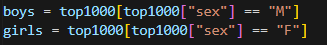 boys = top1000[top1000["sex"] == "M"]
girls = top1000[top1000["sex"] == "F"]